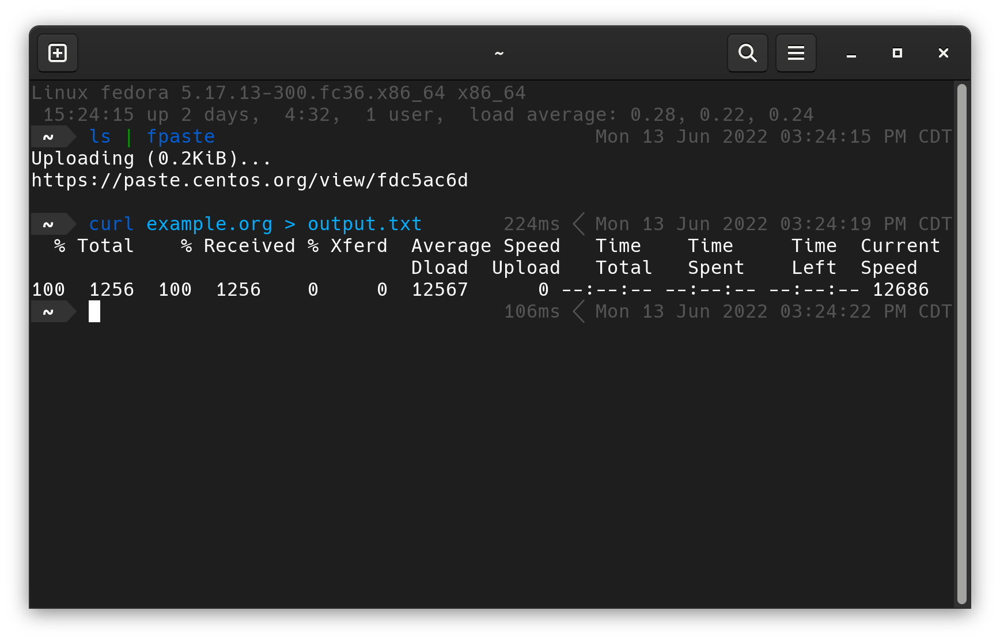 ~
Linux fedora 5.17.13-300.fc36.x86_64 x86_64
 15:24:15 up 2 days,  4:32,  1 user,  load average: 0.28, 0.22, 0.24
~ ls | fpaste Mon 13 Jun 2022 03:24:15 PM CDT
Uploading (0.2KiB)...
https://paste.centos.org/view/fdc5ac6d
~ curl example.org > output.txt 224ms < Mon 13 Jun 2022 03:24:19 PM CDT
  % Total    % Received % Xferd  Average Speed   Time    Time     Time  Current
                                 Dload  Upload   Total   Spent    Left  Speed
100  1256  100  1256    0     0  12567      0 --:--:-- --:--:-- --:--:-- 12686
~ 106ms < Mon 13 Jun 2022 03:24:22 PM CDT